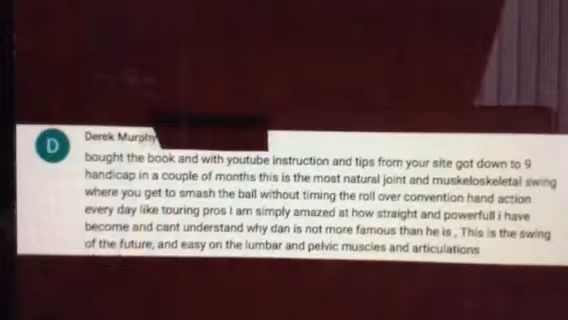 D
Derek Murphy
bought the book and with youtube instruction and tips from your site got down to 9
handicap in a couple of months this is the most natural joint and muskeloskeletal swing
where you get to smash the ball without timing the roll over convention hand action
every day like touring pros I am simply amazed at how straight and powerfull i have
become and cant understand why dan is not more famous than he is , This is the swing
of the future, and easy on the lumbar and pelvic muscles and articulations